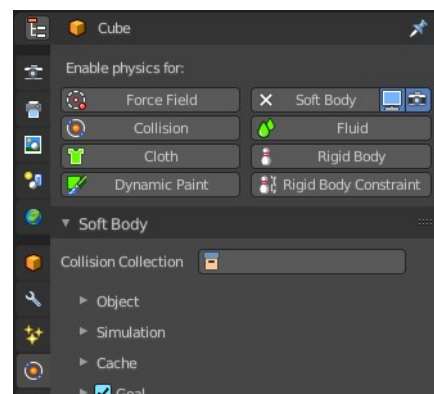 Cube
Enable physics for:
Force Field
Soft Body
Collision
Fluid
Cloth
Rigid Body
Dynamic Paint
Rigid Body Constraint
Soft Body
Collision Collection
Object
Simulation
Cache
Goal